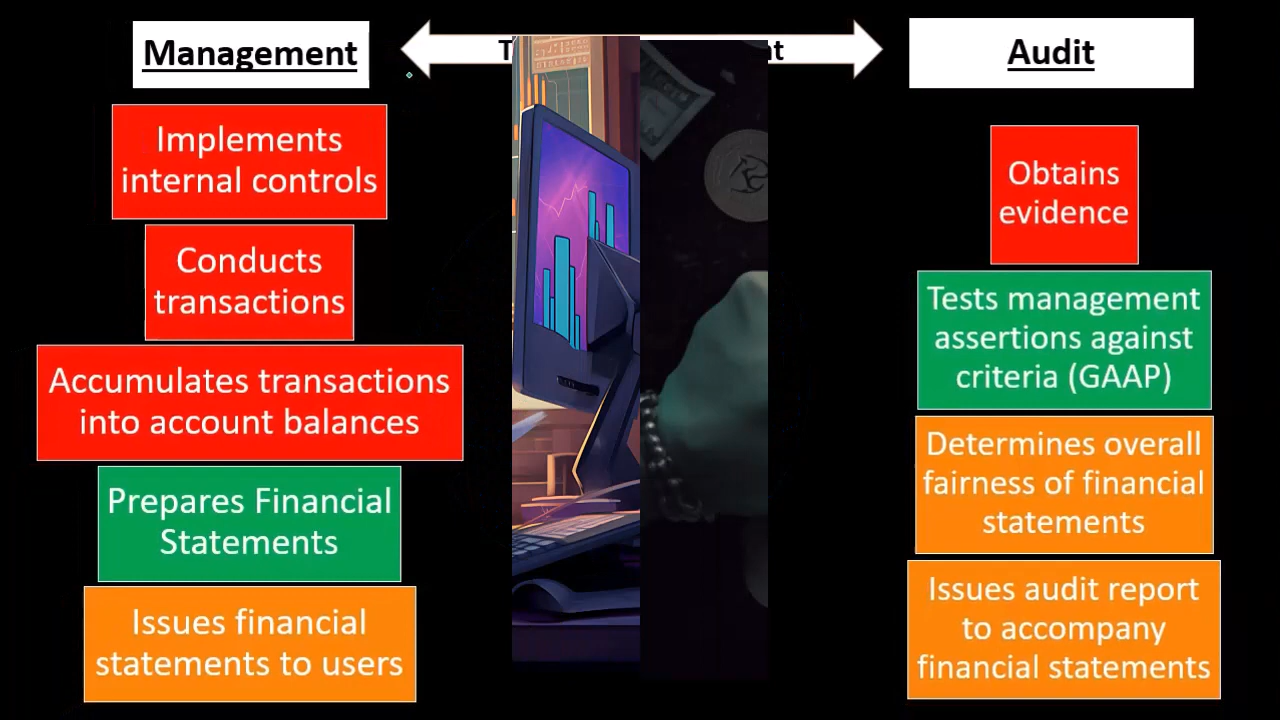 Management
Audit
Implements
internal controls
Conducts
transactions
Accumulates transactions
into account balances
Prepares Financial
Statements
Issues financial
statements to users
Obtains
evidence
Tests management
assertions against
criteria (GAAP)
Determines overall
fairness of financial
statements
Issues audit report
to accompany
financial statements